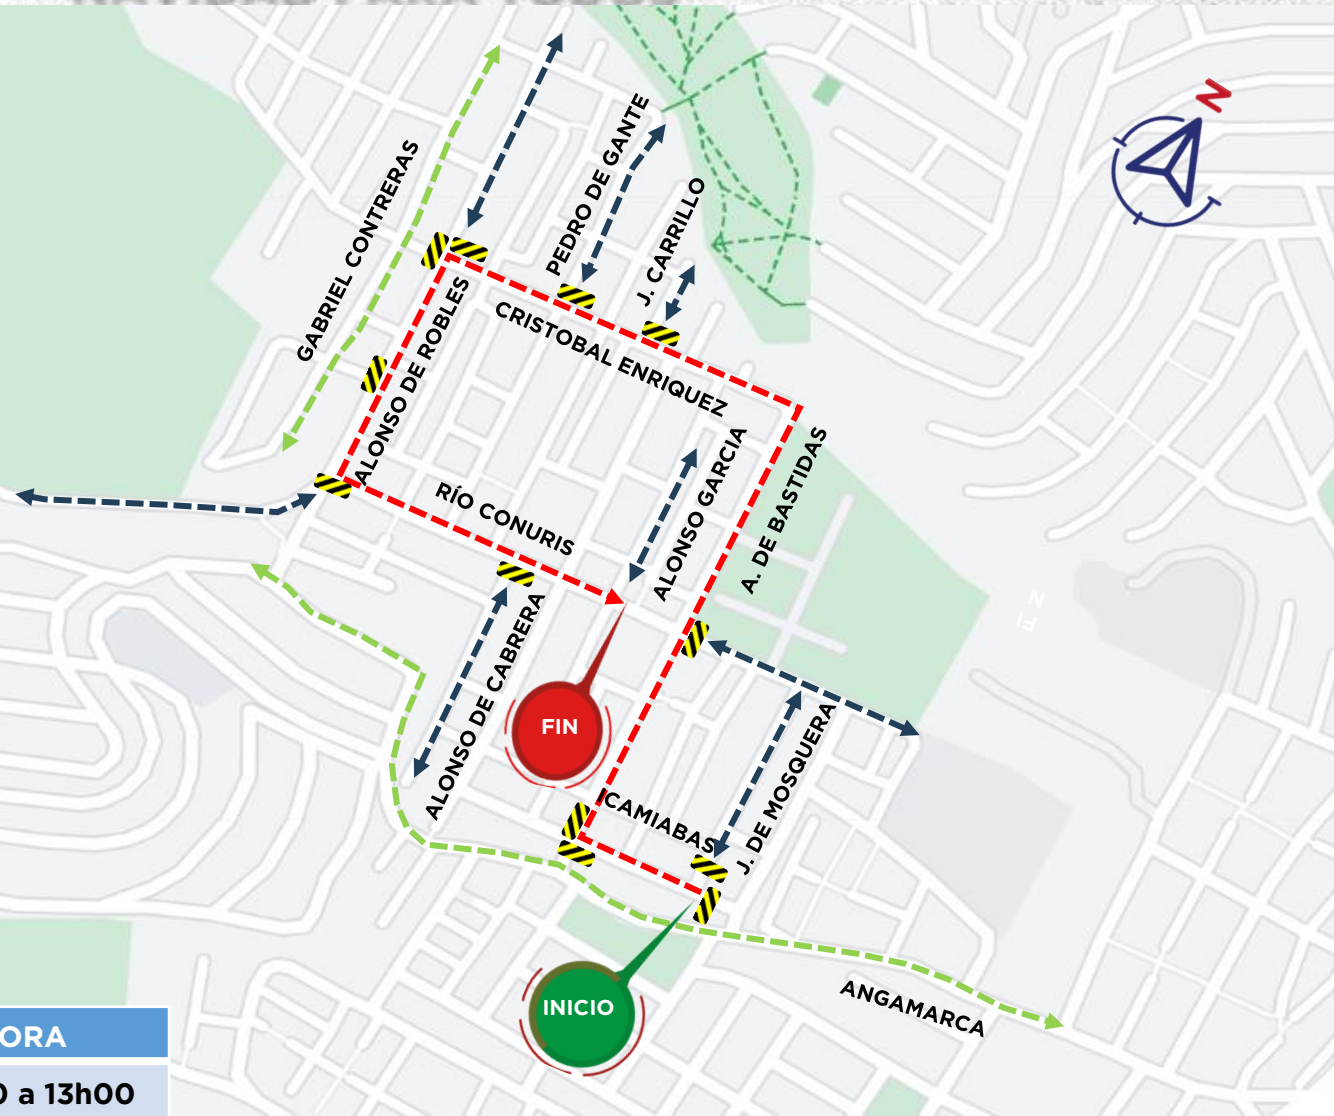 N
PEDRO DE GANTE
GABRIEL CONTRERAS
J. CARRILLO
CRISTOBAL ENRIQUEZ
ALONSO DE ROBLES
ALONSO GARCIA
A. DE BASTIDAS
RÍO CONURIS
ALONSO DE CABRERA
FIN
ICAMIABAS
J. DE MOSQUERA
INICIO
ANGAMARCA
ORA
0 a 13h00